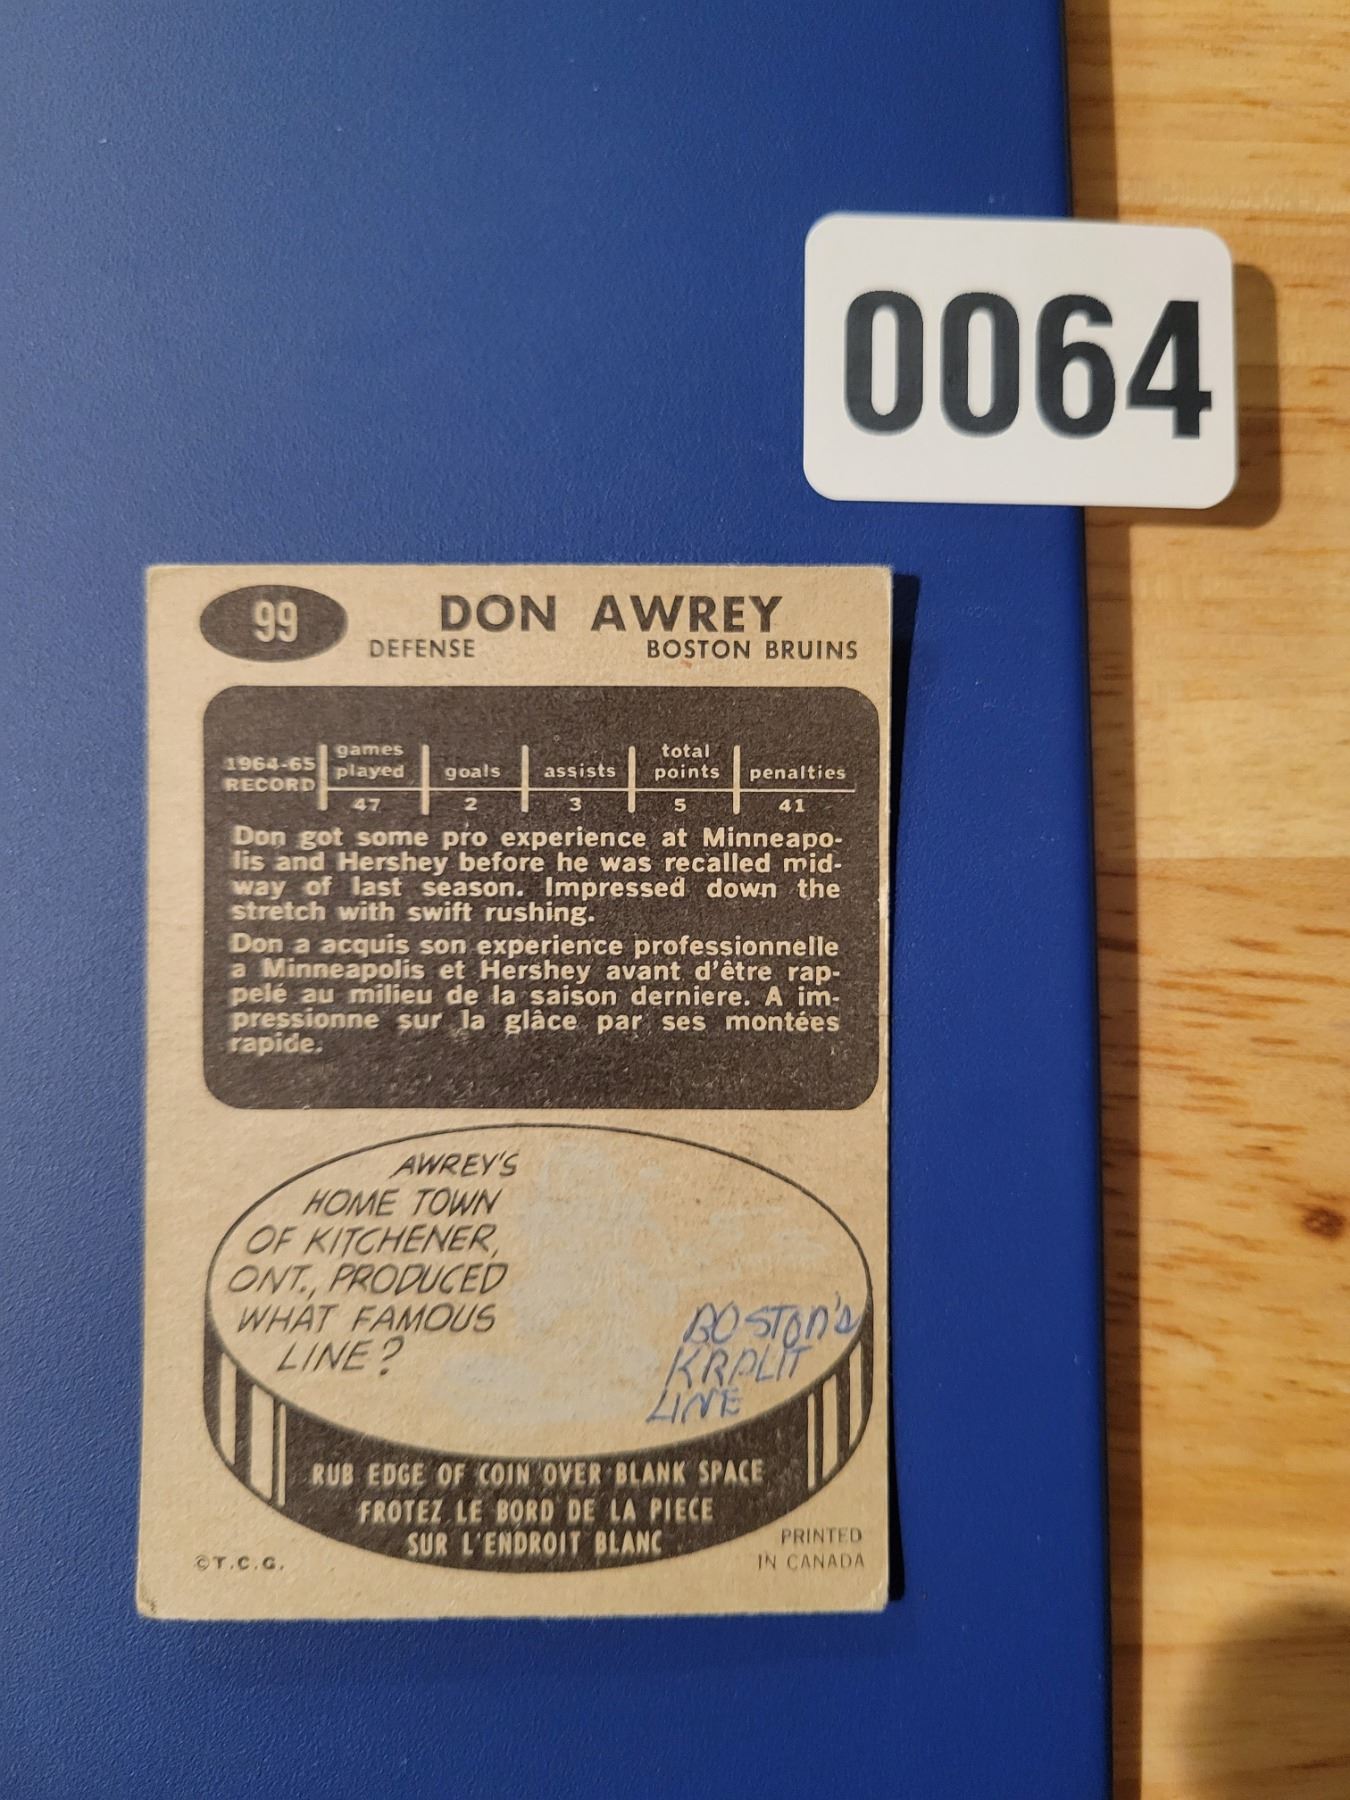 0064
99
DON AWREY
DEFENSE BOSTON BRUINS
1964-65 RECORD games played goals assists total points penalties
47 2 3 5 41
Don got some pro experience at Minneapo-
lis and Hershey before he was recalled mid-
way of last season. Impressed down the
stretch with swift rushing.
Don a acquis son experience professionnelle
a Minneapolis et Hershey avant d'être rap-
pelé au milieu de la saison derniere. A im-
pressionne sur la glâce par ses montées
rapide.
AWREY'S
HOME TOWN
OF KITCHENER,
ONT., PRODUCED
WHAT FAMOUS
LINE?
BOSTON'S
KRAUT
LINE
RUB EDGE OF COIN OVER BLANK SPACE
FROTEZ LE BORD DE LA PIECE
SUR L'ENDROIT BLANC
©T.C.G.
PRINTED
IN CANADA